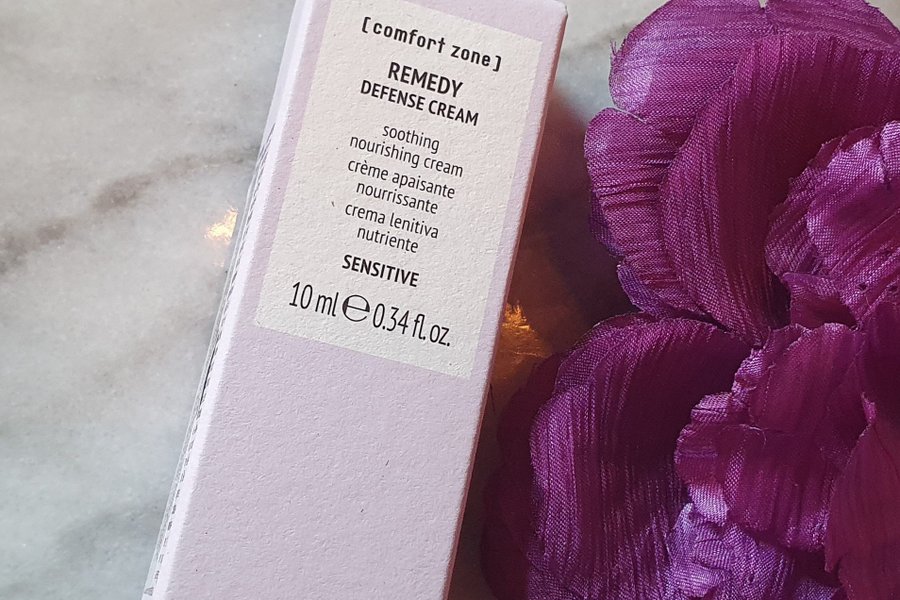 [comfort zone]
REMEDY
DEFENSE CREAM
soothing
nourishing cream
crème apaisante
nourrissante
crema lenitiva
nutriente
SENSITIVE
10 ml ℮ 0.34 fl. oz.